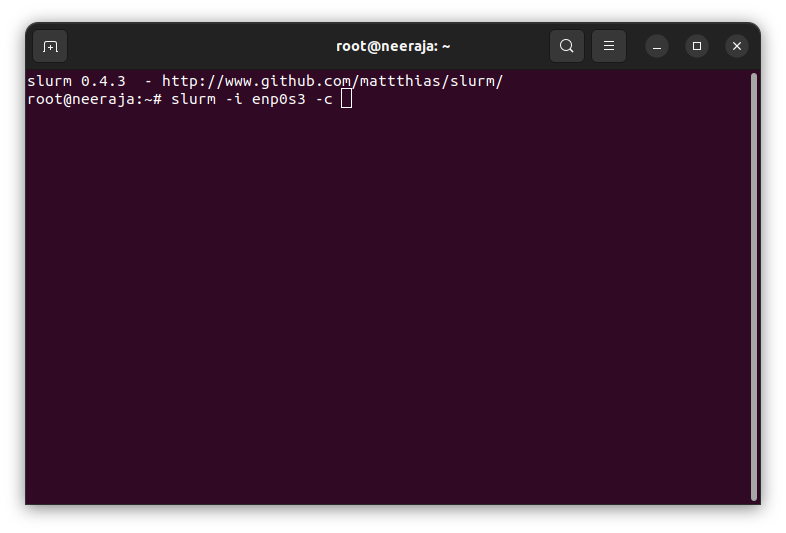 root@neeraja: ~
slurm 0.4.3  - http://www.github.com/mattthias/slurm/
root@neeraja:~# slurm -i enp0s3 -c